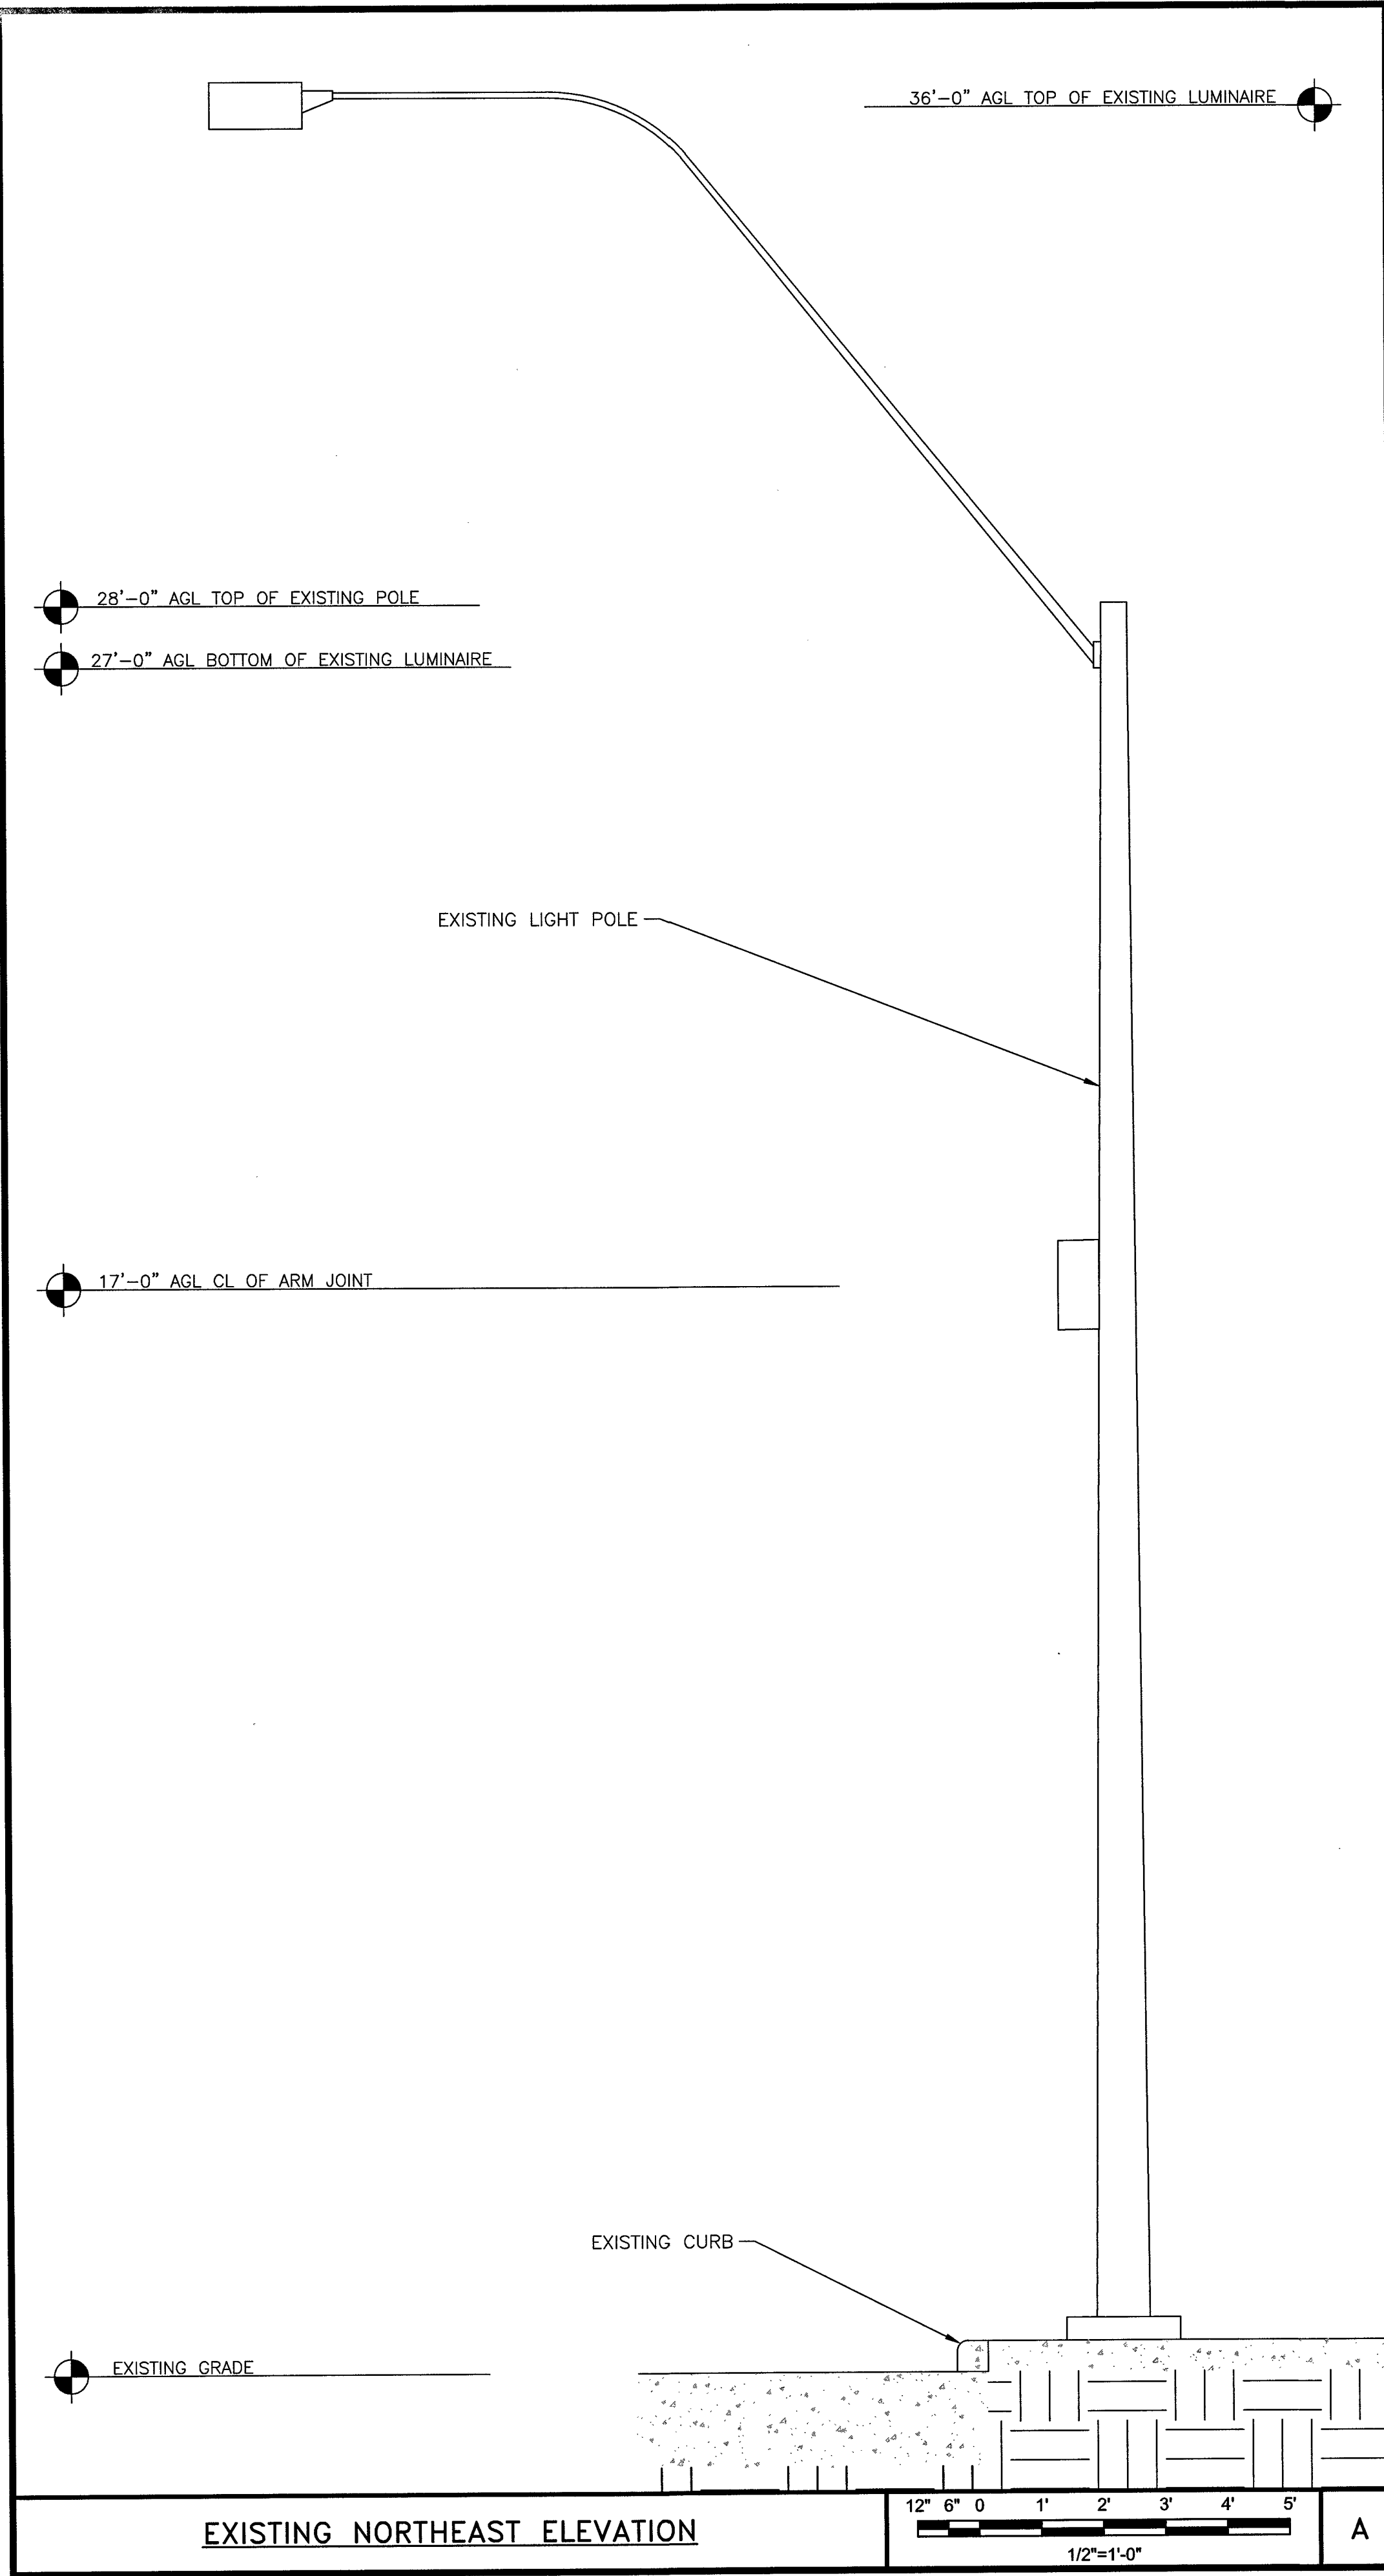 36'-0" AGL TOP OF EXISTING LUMINAIRE
28'-0" AGL TOP OF EXISTING POLE
27'-0" AGL BOTTOM OF EXISTING LUMINAIRE
EXISTING LIGHT POLE
17'-0" AGL CL OF ARM JOINT
EXISTING CURB
EXISTING GRADE
EXISTING NORTHEAST ELEVATION
12" 6" 0 1' 2' 3' 4' 5'
1/2"=1'-0"
A